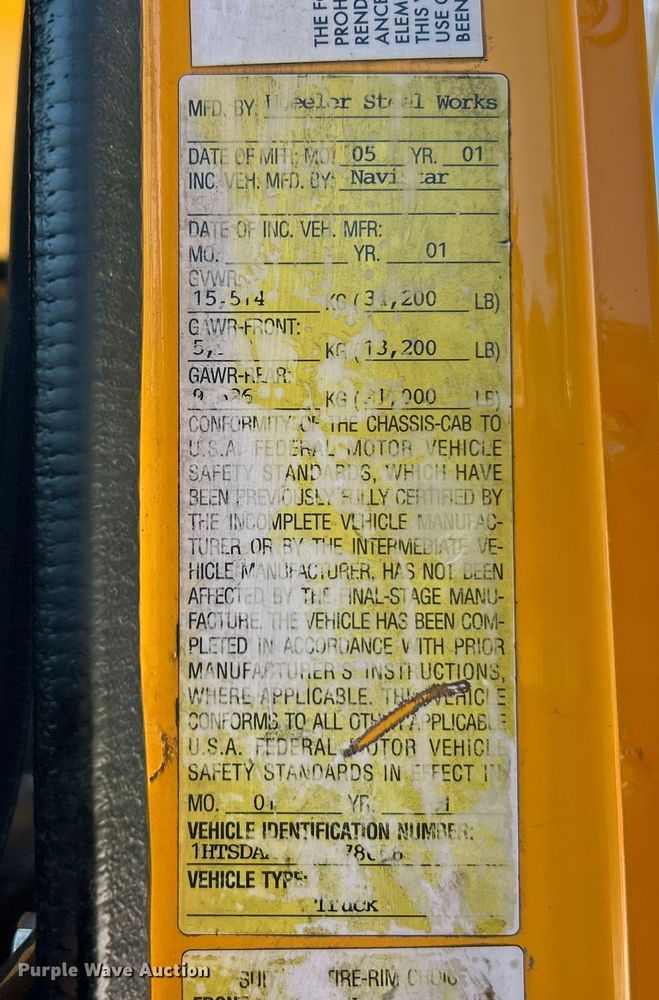 THE
PROH
REND
ANCE
ELEM
THIS
USE
BEEN
MFD. BY: Wheeler Steel Works
DATE OF MFR: MO. 05 YR. 01
INC. VEH. MFD. BY: Navistar
DATE OF INC. VEH. MFR:
MO. YR. 01
GVWR:
15,514 KG ( 34,200 LB)
GAWR-FRONT:
5, KG ( 13,200 LB)
GAWR-REAR:
KG ( 21,000 LB)
CONFORMITY OF THE CHASSIS-CAB TO
U.S.A. FEDERAL MOTOR VEHICLE
SAFETY STANDARDS, WHICH HAVE
BEEN PREVIOUSLY FULLY CERTIFIED BY
THE INCOMPLETE VEHICLE MANUFAC-
TURER OR BY THE INTERMEDIATE VE-
HICLE MANUFACTURER, HAS NOT BEEN
AFFECTED BY THE FINAL-STAGE MANU-
FACTURE. THE VEHICLE HAS BEEN COM-
PLETED IN ACCORDANCE WITH PRIOR
MANUFACTURER'S INSTRUCTIONS,
WHERE APPLICABLE. THIS VEHICLE
CONFORMS TO ALL OTHER APPLICABLE
U.S.A. FEDERAL MOTOR VEHICLE
SAFETY STANDARDS IN EFFECT IN
MO. 01 YR.
VEHICLE IDENTIFICATION NUMBER:
1HTSDA
VEHICLE TYPE:
Truck
TIRE-RIM CHOICE
FRONT
Purple Wave Auction